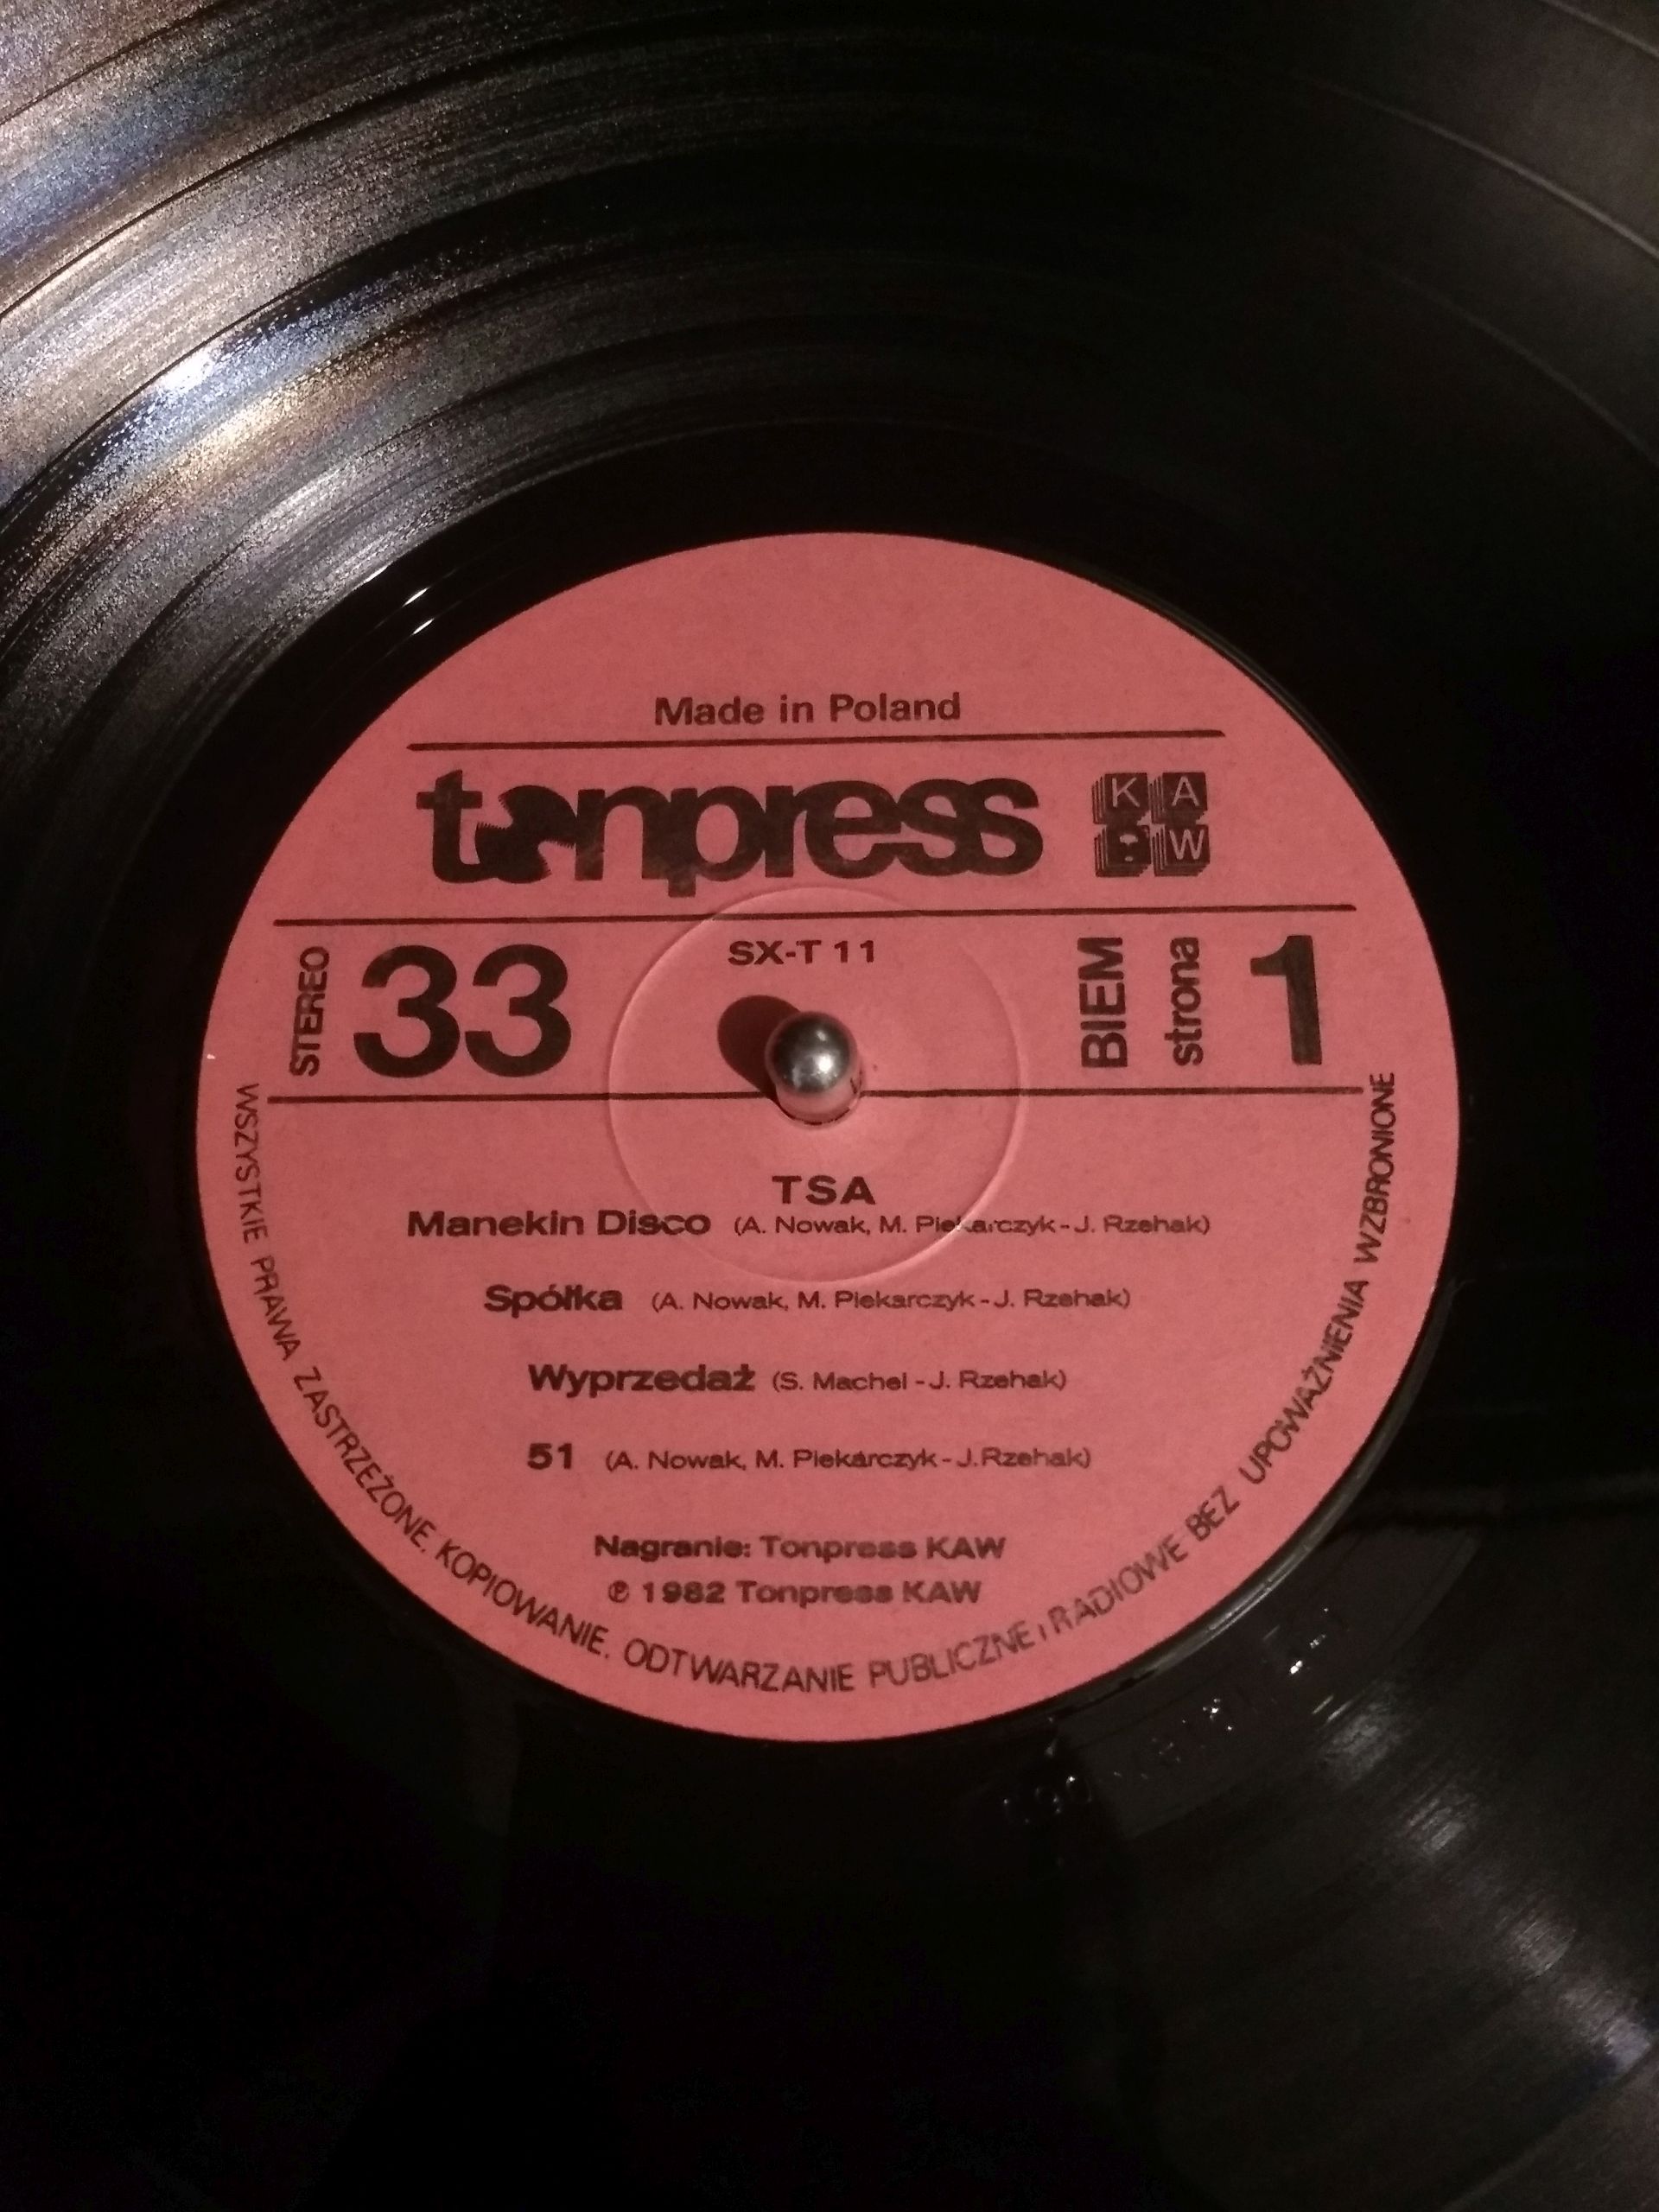 Made in Poland
tonpress KAW
STEREO 33 SX-T 11 BIEM strona 1
TSA
Manekin Disco (A. Nowak, M. Piekarczyk - J. Rzehak)
Spółka (A. Nowak, M. Piekarczyk - J. Rzehak)
Wyprzedaż (S. Machel - J. Rzehak)
51 (A. Nowak, M. Piekarczyk - J. Rzehak)
Nagranie: Tonpress KAW
℗ 1982 Tonpress KAW
WSZYSTKIE PRAWA ZASTRZEŻONE. KOPIOWANIE. ODTWARZANIE PUBLICZNE I RADIOWE BEZ UPOWAŻNIENIA WZBRONIONE